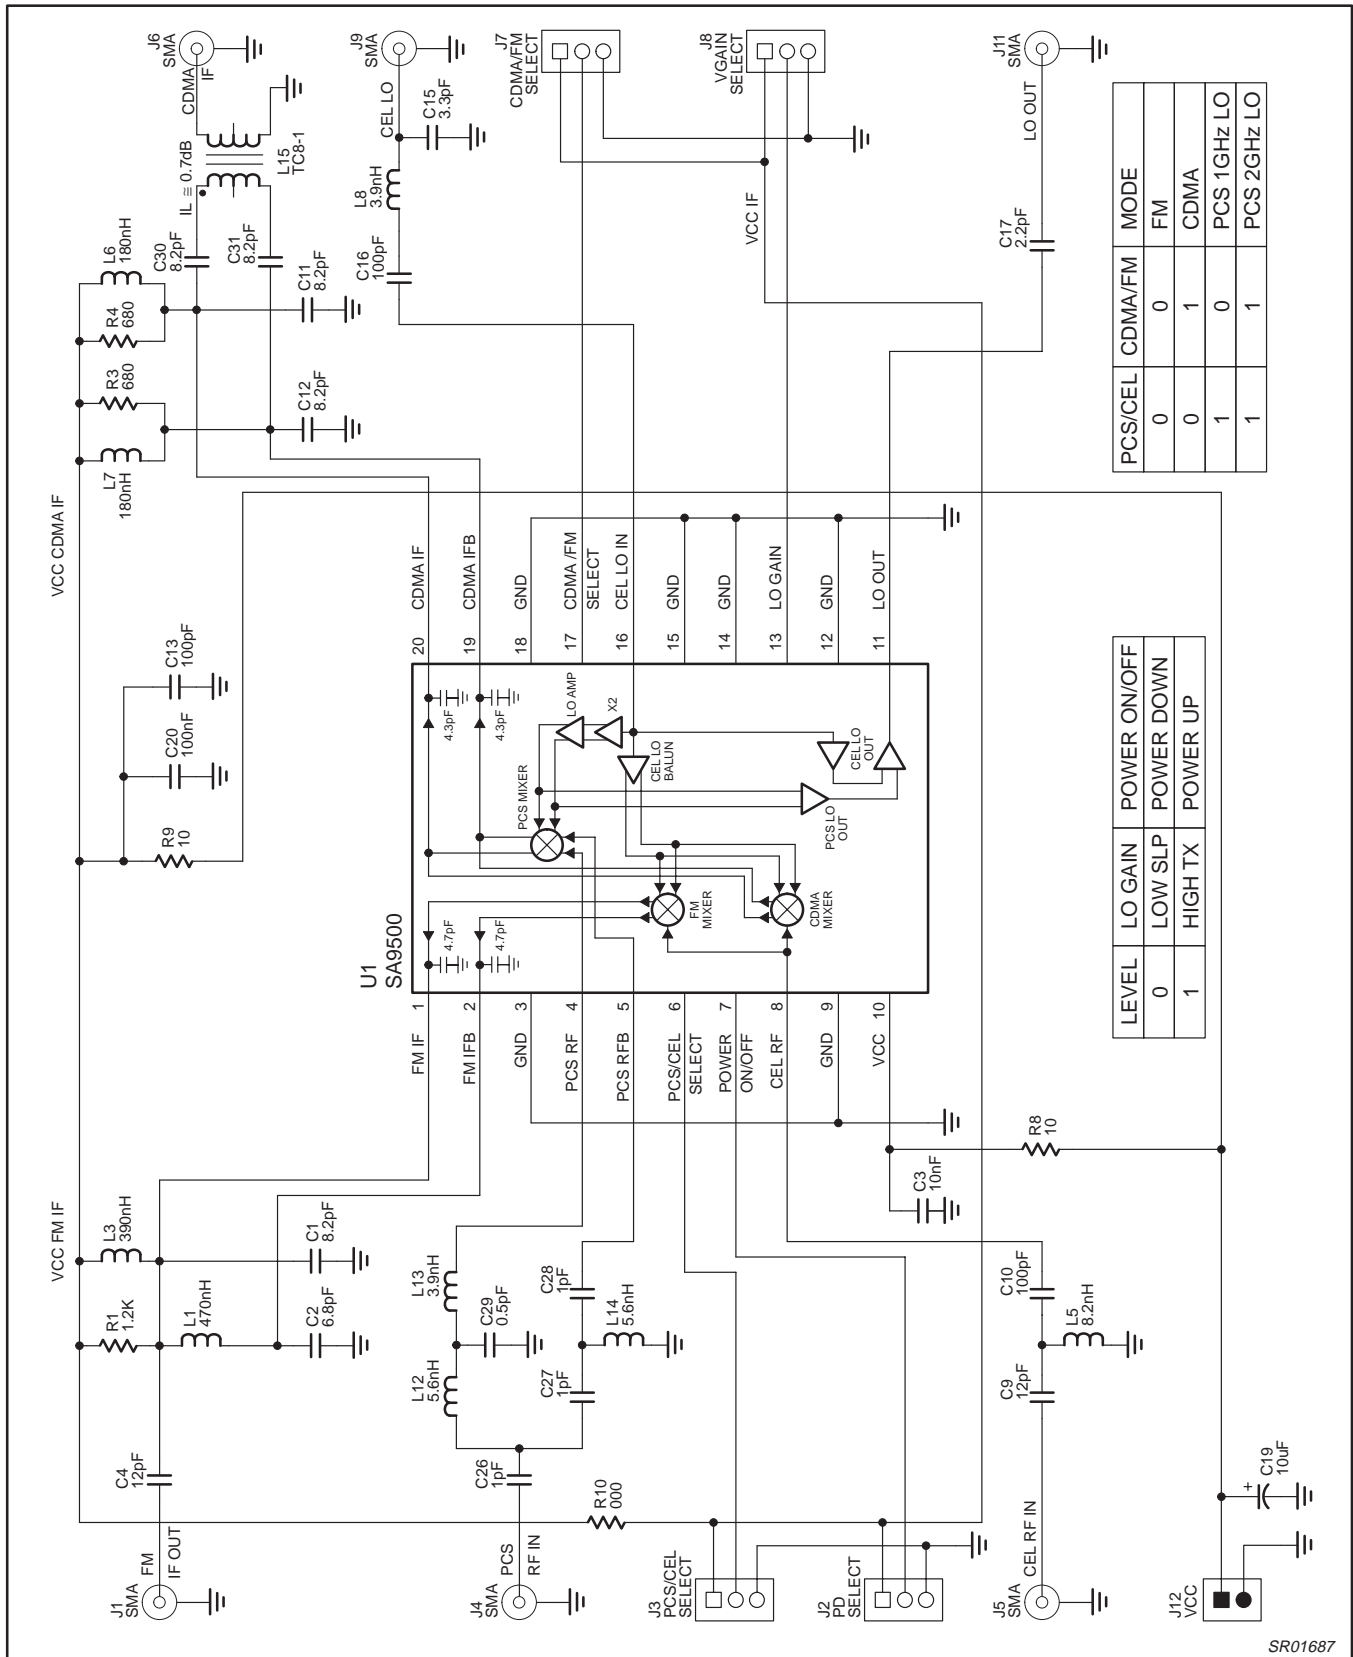 J1
SMA
FM
IF OUT
C4
12pF
R1
1.2K
L1
470nH
L3
390nH
VCC FM IF
C2
6.8pF
C1
8.2pF
J4
SMA
PCS
RF IN
C26
1pF
L12
5.6nH
L13
3.9nH
C29
0.5pF
C27
1pF
C28
1pF
L14
5.6nH
R10
000
J3
PCS/CEL
SELECT
J2
PD
SELECT
J5
SMA
CEL RF IN
C9
12pF
C10
100pF
L5
8.2nH
J12
VCC
+
C19
10uF
R8
10
C3
10nF
FM IF
1
FM IFB
2
GND
3
PCS RF
4
PCS RFB
5
PCS/CEL
SELECT
6
POWER
ON/OFF
7
CEL RF
8
GND
9
VCC
10
U1
SA9500
4.7pF
4.7pF
4.3pF
4.3pF
FM
MIXER
CDMA
MIXER
PCS MIXER
LO AMP
X2
CEL LO
BALUN
PCS LO
OUT
CEL LO
OUT
20
CDMA IF
19
CDMA IFB
18
GND
17
CDMA /FM
SELECT
16
CEL LO IN
15
GND
14
GND
13
LO GAIN
12
GND
11
LO OUT
R9
10
C20
100nF
C13
100pF
VCC CDMA IF
L7
180nH
R3
680
R4
680
L6
180nH
C12
8.2pF
C11
8.2pF
C30
8.2pF
C31
8.2pF
IL ≅ 0.7dB
L15
TC8-1
CDMA
IF
J6
SMA
C16
100pF
L8
3.9nH
C15
3.3pF
CEL LO
J9
SMA
J7
CDMA/FM
SELECT
J8
VGAIN
SELECT
VCC IF
C17
2.2pF
LO OUT
J11
SMA
LEVEL LO GAIN POWER ON/OFF
0 LOW SLP POWER DOWN
1 HIGH TX POWER UP
PCS/CEL CDMA/FM MODE
0 0 FM
0 1 CDMA
1 0 PCS 1GHz LO
1 1 PCS 2GHz LO
SR01687